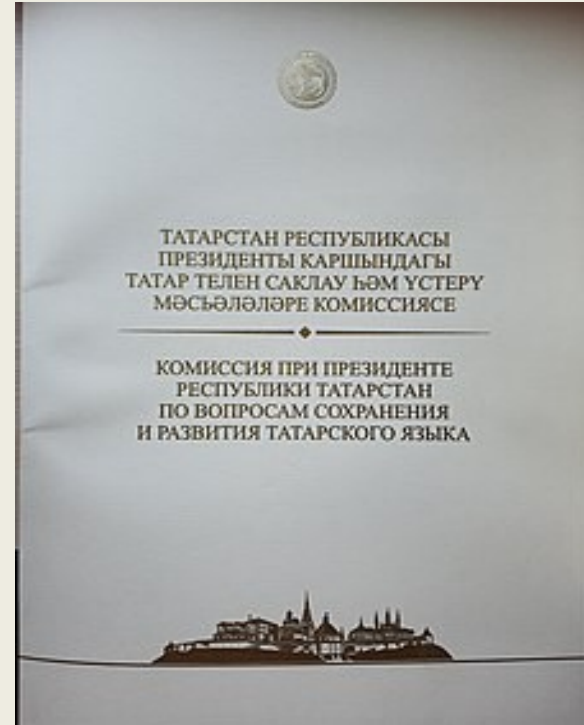 ТАТАРСТАН РЕСПУБЛИКАСЫ
ПРЕЗИДЕНТЫ КАРШЫНДАГЫ
ТАТАР ТЕЛЕН САКЛАУ ҺӘМ ҮСТЕРҮ
МӘСЬӘЛӘЛӘРЕ КОМИССИЯСЕ
КОМИССИЯ ПРИ ПРЕЗИДЕНТЕ
РЕСПУБЛИКИ ТАТАРСТАН
ПО ВОПРОСАМ СОХРАНЕНИЯ
И РАЗВИТИЯ ТАТАРСКОГО ЯЗЫКА